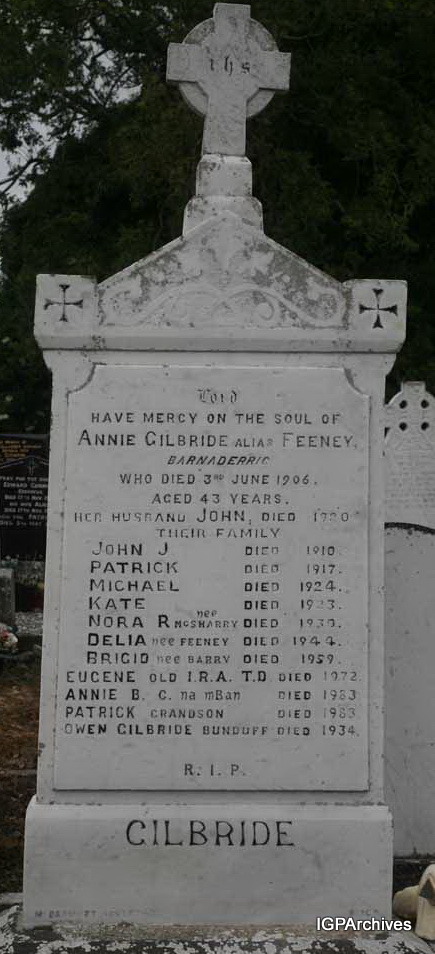 ihs
Lord
HAVE MERCY ON THE SOUL OF
ANNIE GILBRIDE ALIAS FEENEY.
BARNADERRIG
WHO DIED 3RD JUNE 1906.
AGED 43 YEARS.
HER HUSBAND JOHN, DIED 1920
THEIR FAMILY
JOHN J DIED 1910.
PATRICK DIED 1917.
MICHAEL DIED 1924.
KATE DIED 1923.
NORA R nee McSHARRY DIED 1930.
DELIA nee FEENEY DIED 1944.
BRIGID nee BARRY DIED 1959.
EUGENE OLD I.R.A. T.D DIED 1972
ANNIE B. C. na mBan DIED 1983
PATRICK GRANDSON DIED 1983
OWEN GILBRIDE BUNDUFF DIED 1934.
R. I. P.
GILBRIDE
IGPArchives